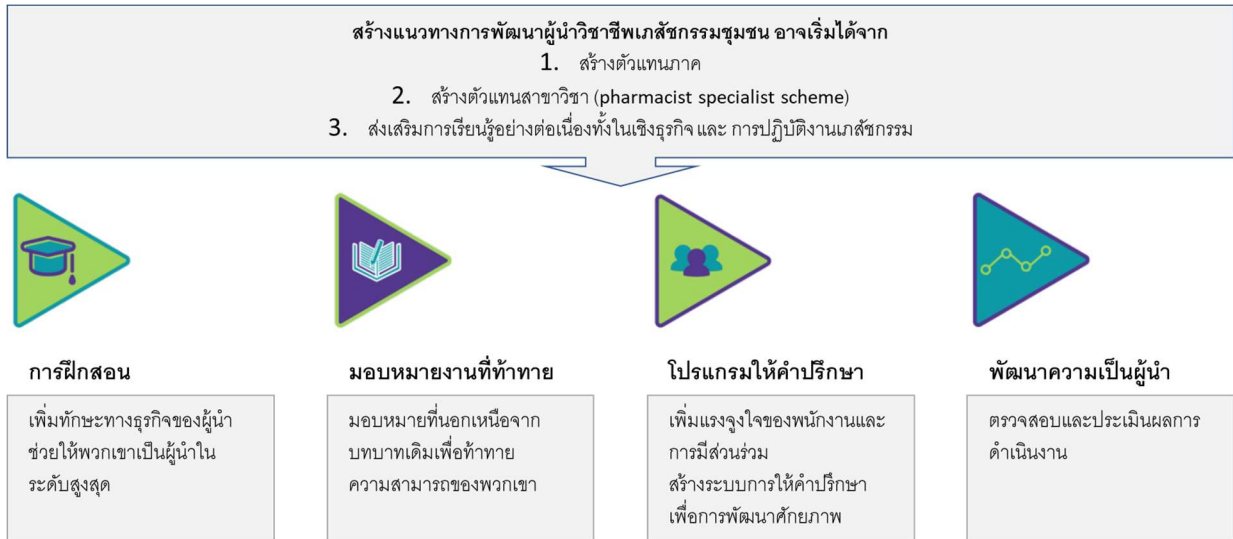 สร้างแนวทางการพัฒนาผู้นำวิชาชีพเภสัชกรรมชุมชน อาจเริ่มได้จาก
1. สร้างตัวแทนภาค
2. สร้างตัวแทนสาขาวิชา (pharmacist specialist scheme)
3. ส่งเสริมการเรียนรู้อย่างต่อเนื่องทั้งในเชิงธุรกิจ และ การปฏิบัติงานเภสัชกรรม
การฝึกสอน
เพิ่มทักษะทางธุรกิจของผู้นำ
ช่วยให้พวกเขาเป็นผู้นำใน
ระดับสูงสุด
มอบหมายงานที่ท้าทาย
มอบหมายที่นอกเหนือจาก
บทบาทเดิมเพื่อท้าทาย
ความสามารถของพวกเขา
โปรแกรมให้คำปรึกษา
เพิ่มแรงจูงใจของพนักงานและ
การมีส่วนร่วม
สร้างระบบการให้คำปรึกษา
เพื่อการพัฒนาศักยภาพ
พัฒนาความเป็นผู้นำ
ตรวจสอบและประเมินผลการ
ดำเนินงาน